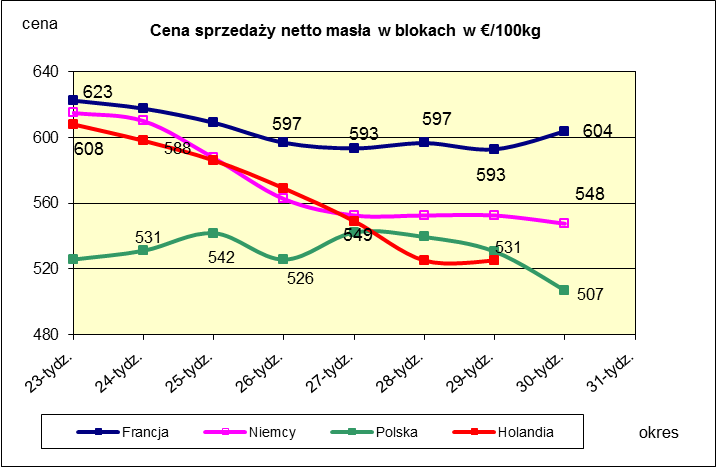 cena
Cena sprzedaży netto masła w blokach w €/100kg
640
623
600
597
593
597
604
608
588
593
560
548
549
531
542
526
531
520
507
480
23-tydz.
24-tydz.
25-tydz.
26-tydz.
27-tydz.
28-tydz.
29-tydz.
30-tydz.
31-tydz.
Francja
Niemcy
Polska
Holandia
okres